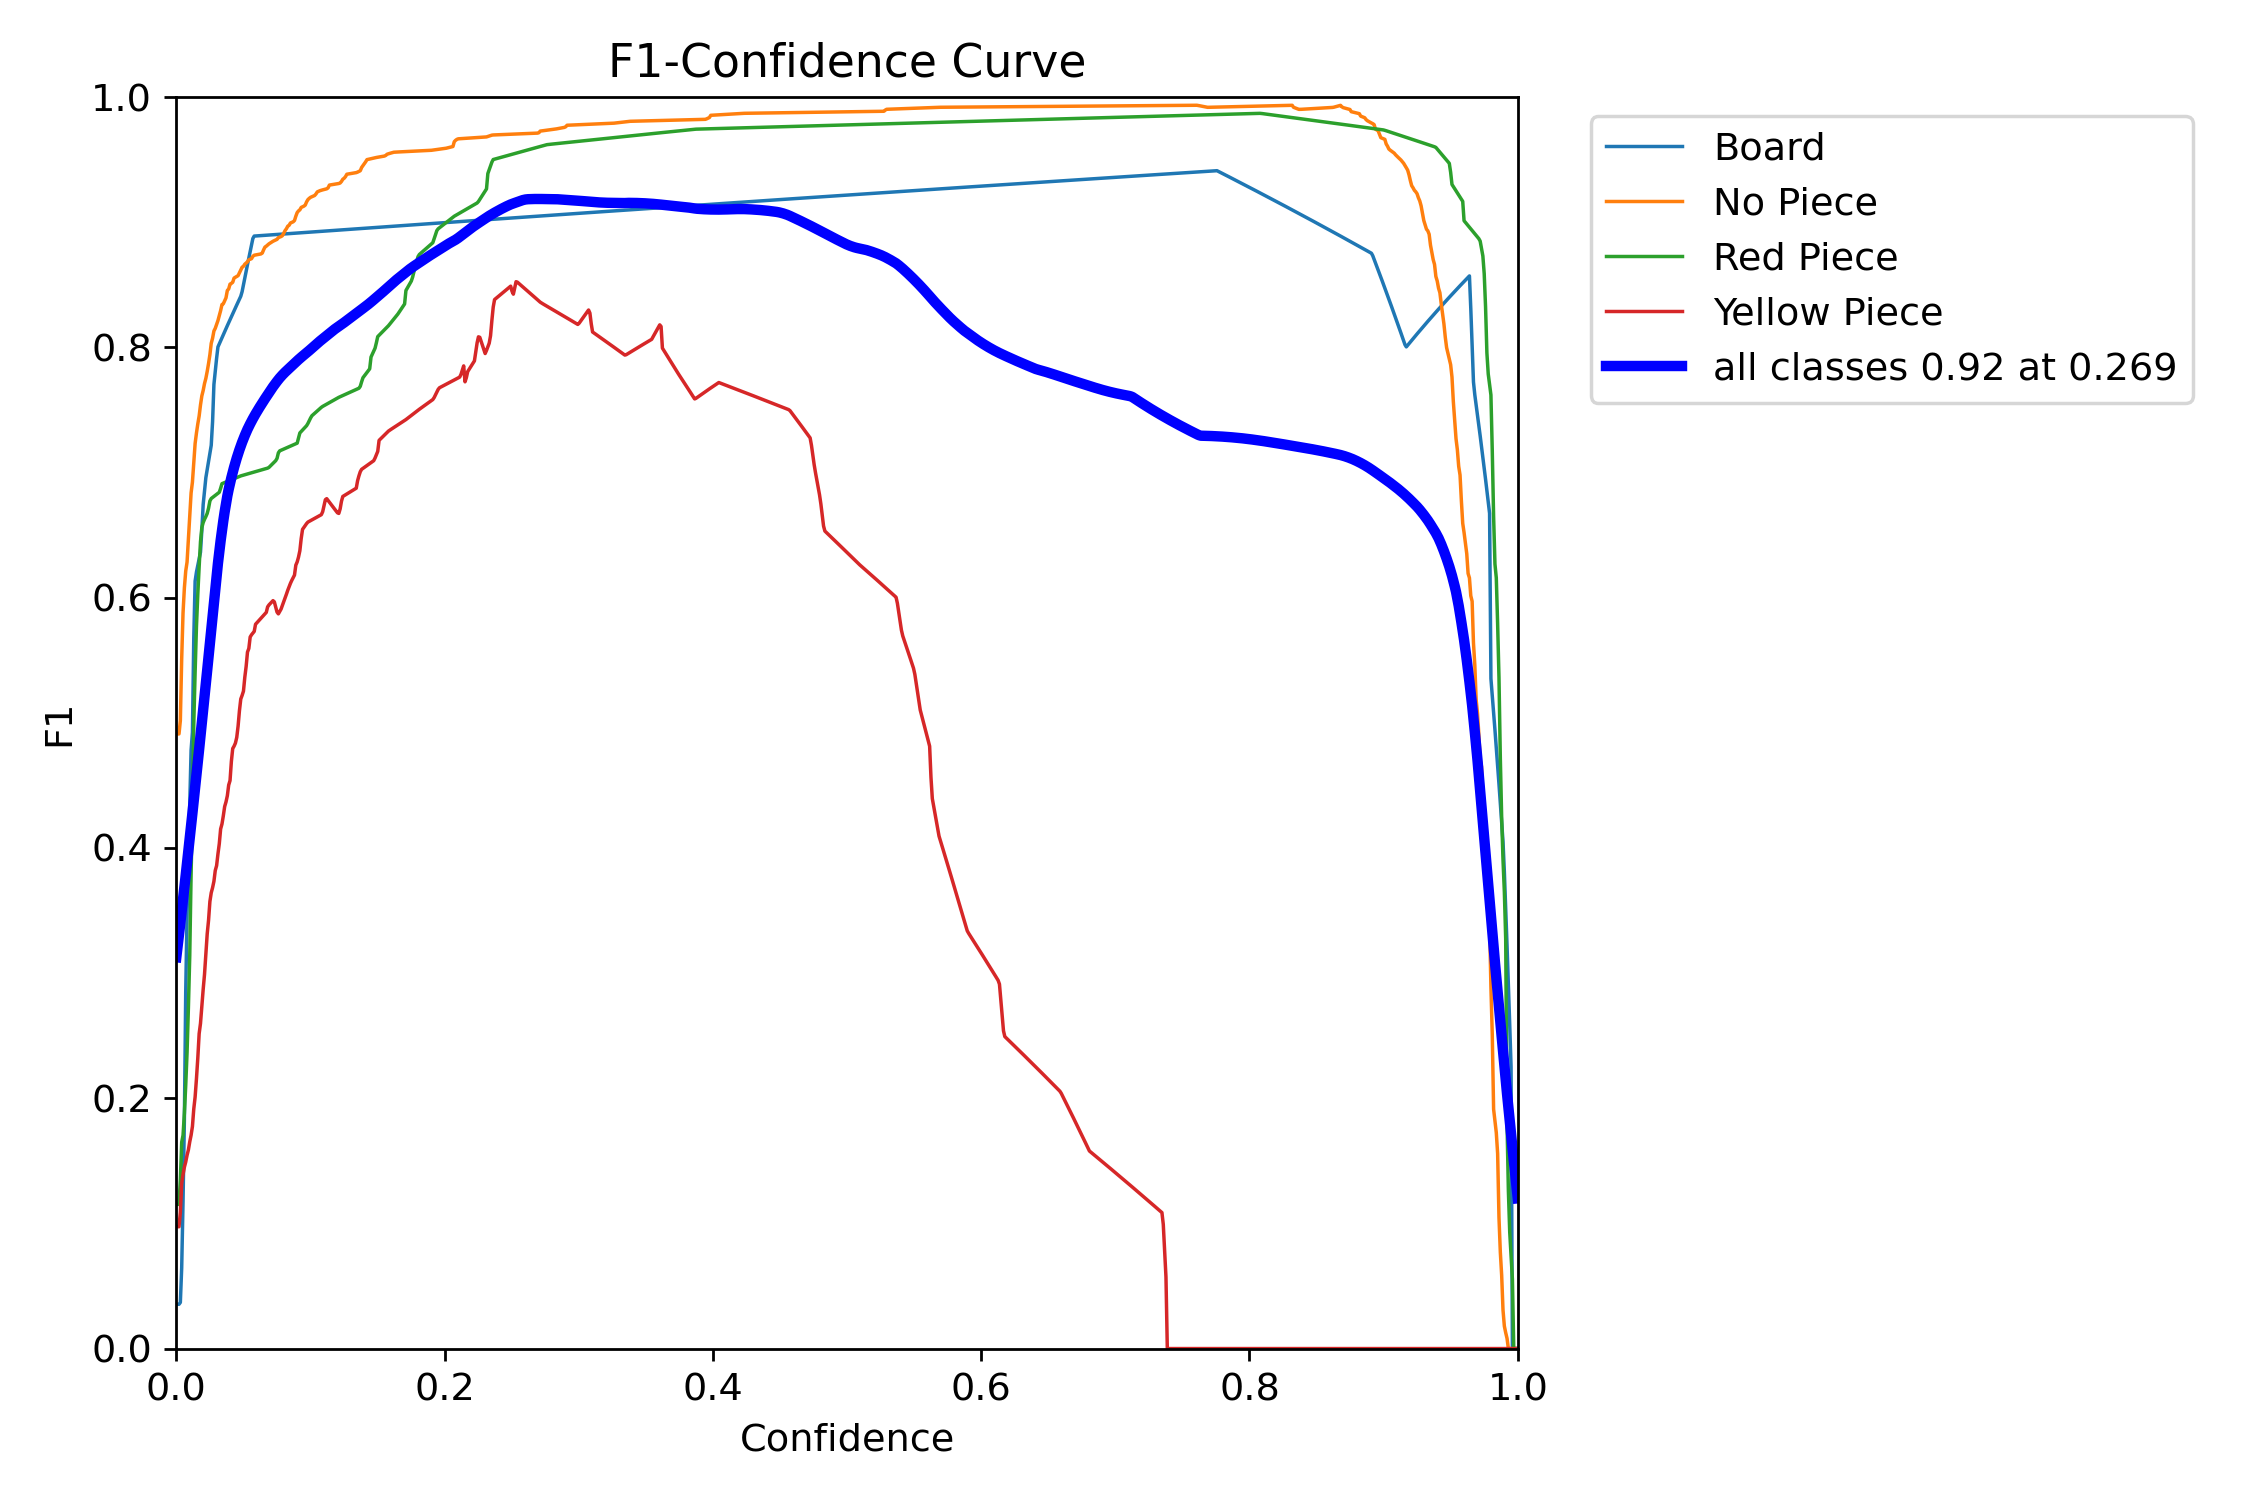 F1-Confidence Curve
1.0
0.8
0.6
0.4
0.2
0.0
F1
0.0 0.2 0.4 0.6 0.8 1.0
Confidence
Board
No Piece
Red Piece
Yellow Piece
all classes 0.92 at 0.269